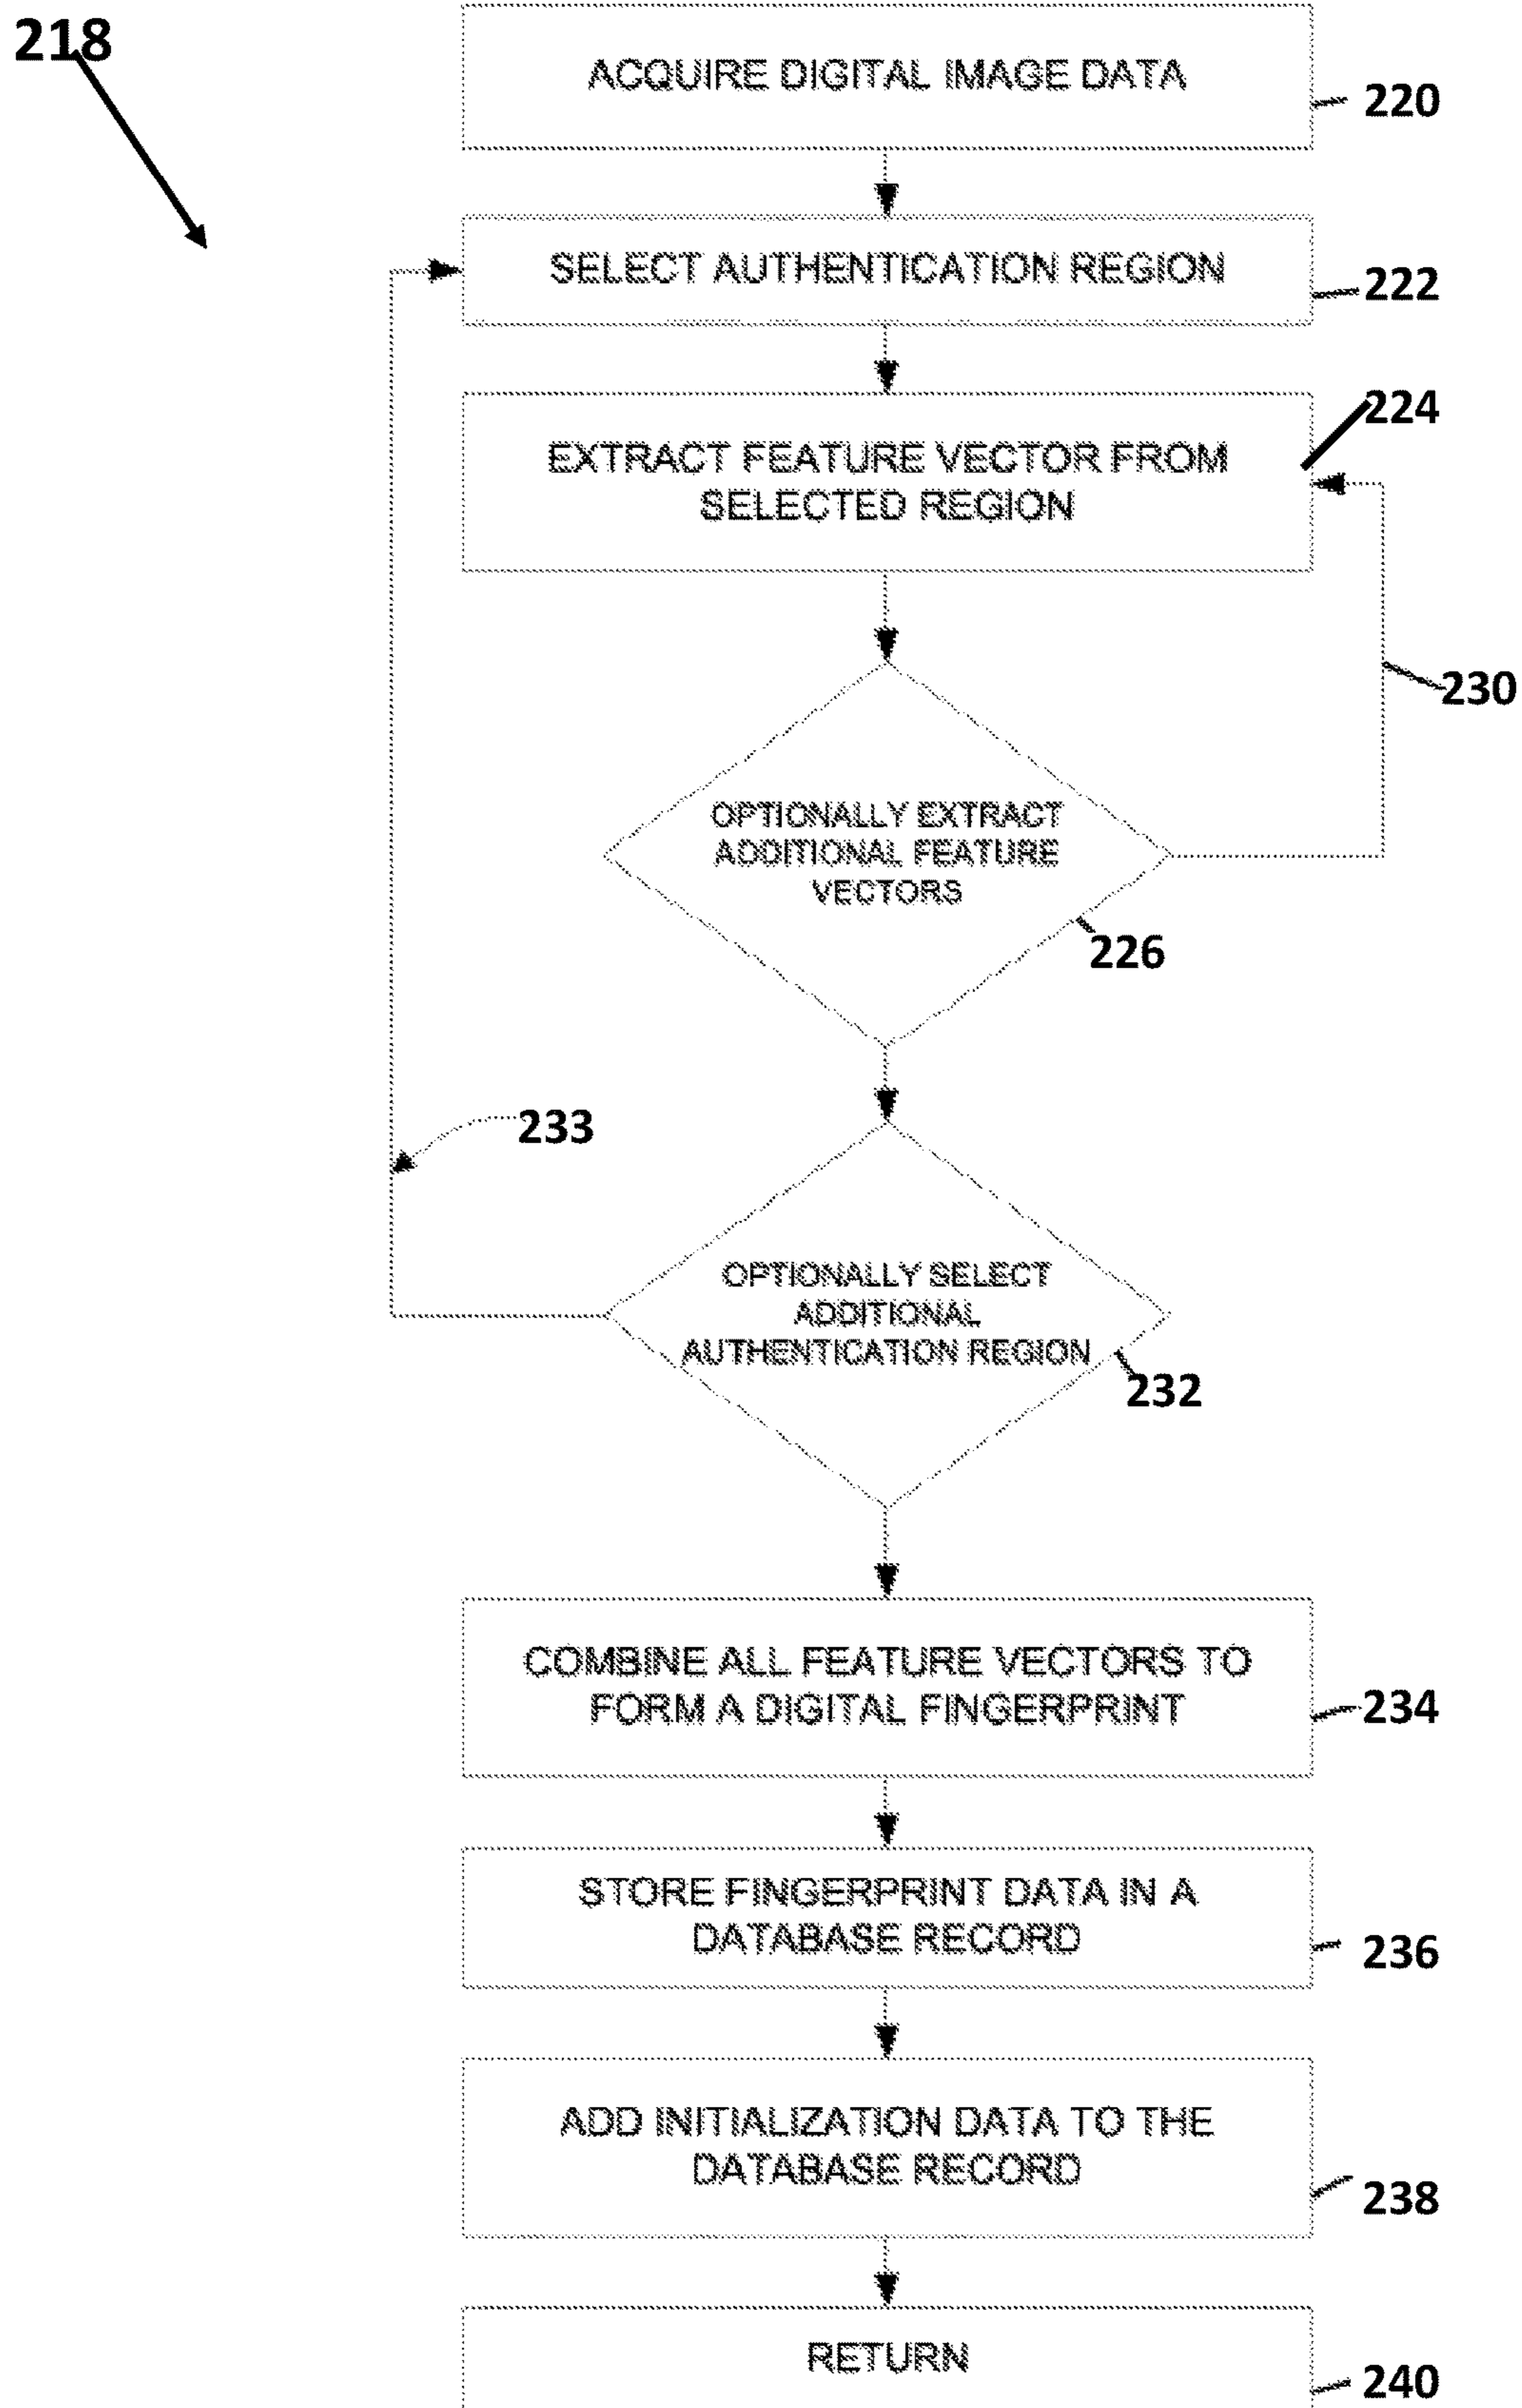 218
ACQUIRE DIGITAL IMAGE DATA
220
SELECT AUTHENTICATION REGION
222
224
EXTRACT FEATURE VECTOR FROM
SELECTED REGION
230
OPTIONALLY EXTRACT
ADDITIONAL FEATURE
VECTORS
226
233
OPTIONALLY SELECT
ADDITIONAL
AUTHENTICATION REGION
232
COMBINE ALL FEATURE VECTORS TO
FORM A DIGITAL FINGERPRINT
234
STORE FINGERPRINT DATA IN A
DATABASE RECORD
236
ADD INITIALIZATION DATA TO THE
DATABASE RECORD
238
RETURN
240